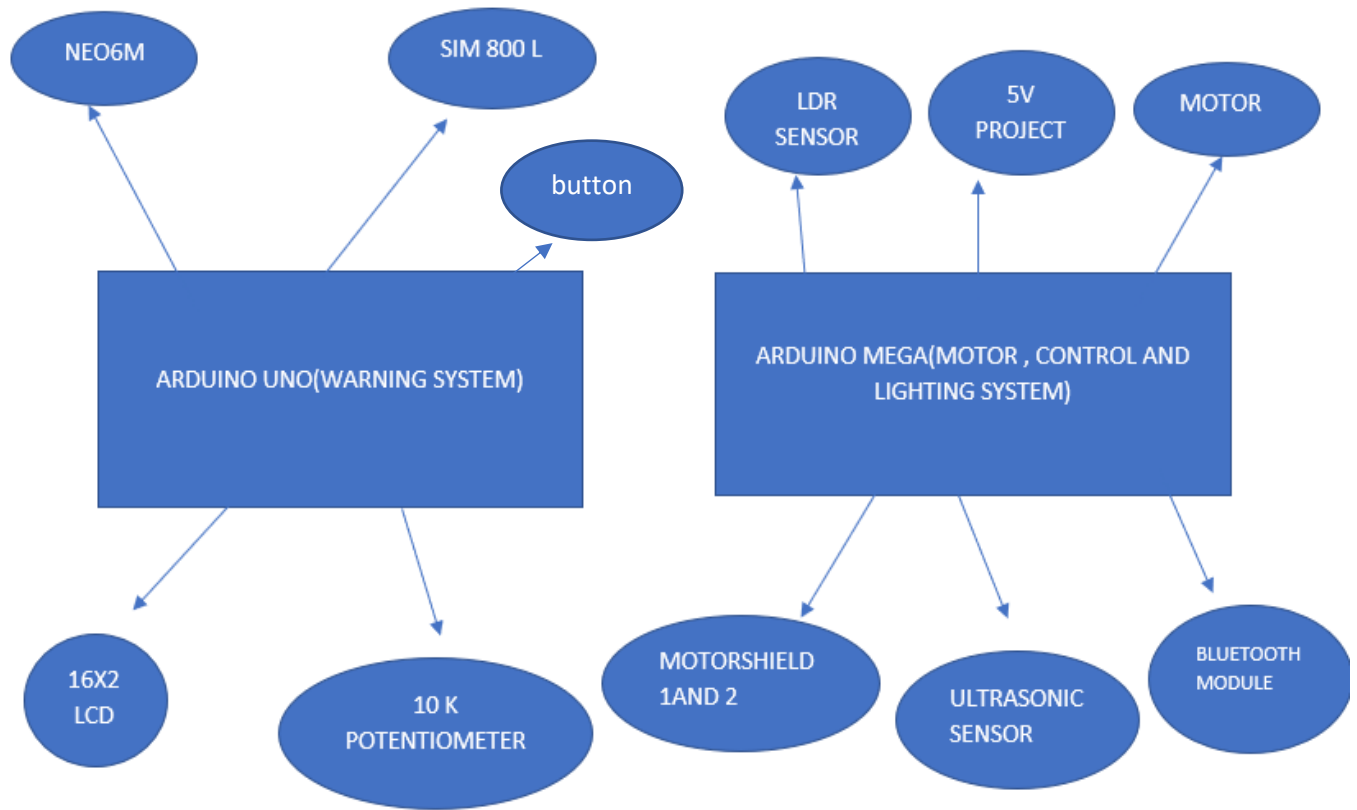 NEO6M
SIM 800 L
button
ARDUINO UNO(WARNING SYSTEM)
16X2
LCD
10 K
POTENTIOMETER
LDR
SENSOR
5V
PROJECT
MOTOR
ARDUINO MEGA(MOTOR , CONTROL AND
LIGHTING SYSTEM)
MOTORSHIELD
1AND 2
ULTRASONIC
SENSOR
BLUETOOTH
MODULE